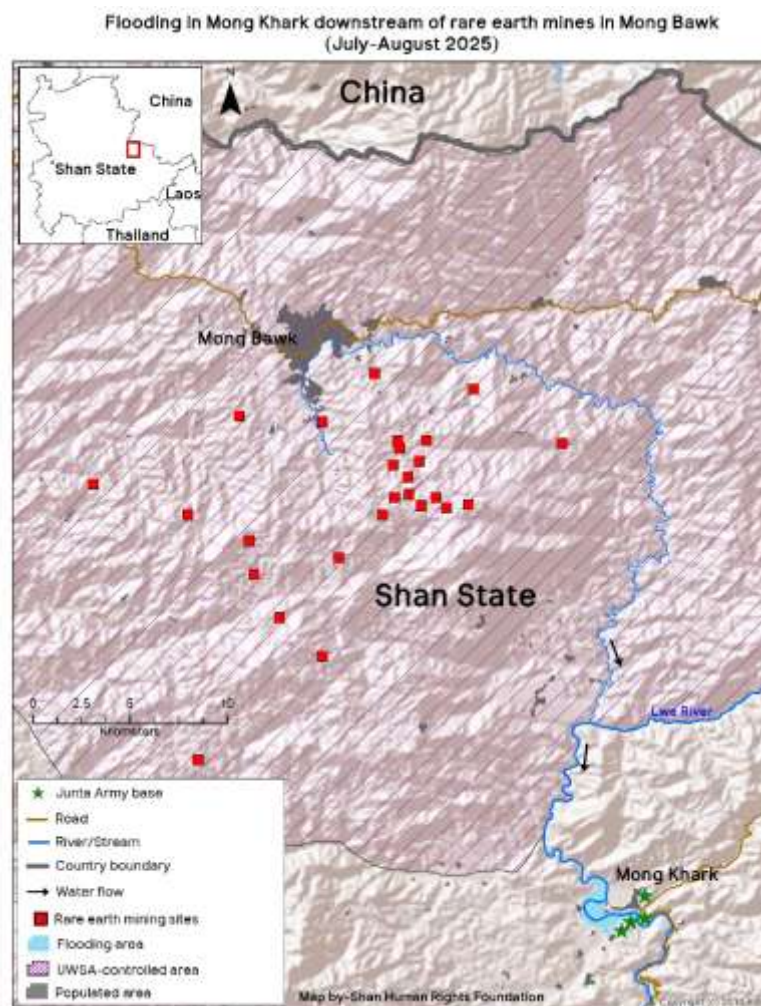 Flooding in Mong Khark downstream of rare earth mines in Mong Bawk
(July-August 2025)
China
N
China
Shan State
Laos
Thailand
Mong Bawk
Shan State
0 2.5 5 10
Kilometers
Lwe River
Mong Khark
Junta Army base
Road
River/Stream
Country boundary
Water flow
Rare earth mining sites
Flooding area
UWSA-controlled area
Populated area
Map by-Shan Human Rights Foundation